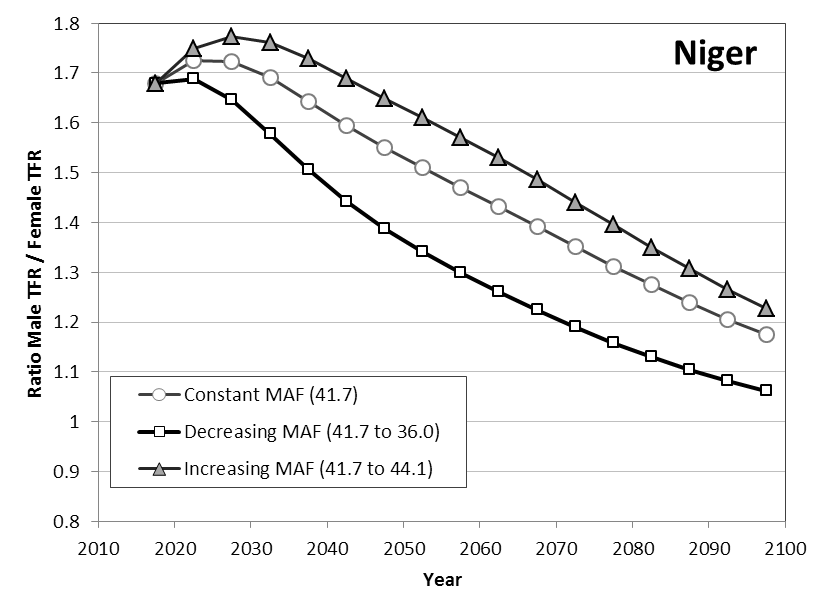 Niger
1.8
1.7
1.6
1.5
1.4
1.3
1.2
1.1
1
0.9
0.8
Ratio Male TFR / Female TFR
Constant MAF (41.7)
Decreasing MAF (41.7 to 36.0)
Increasing MAF (41.7 to 44.1)
2010 2020 2030 2040 2050 2060 2070 2080 2090 2100
Year